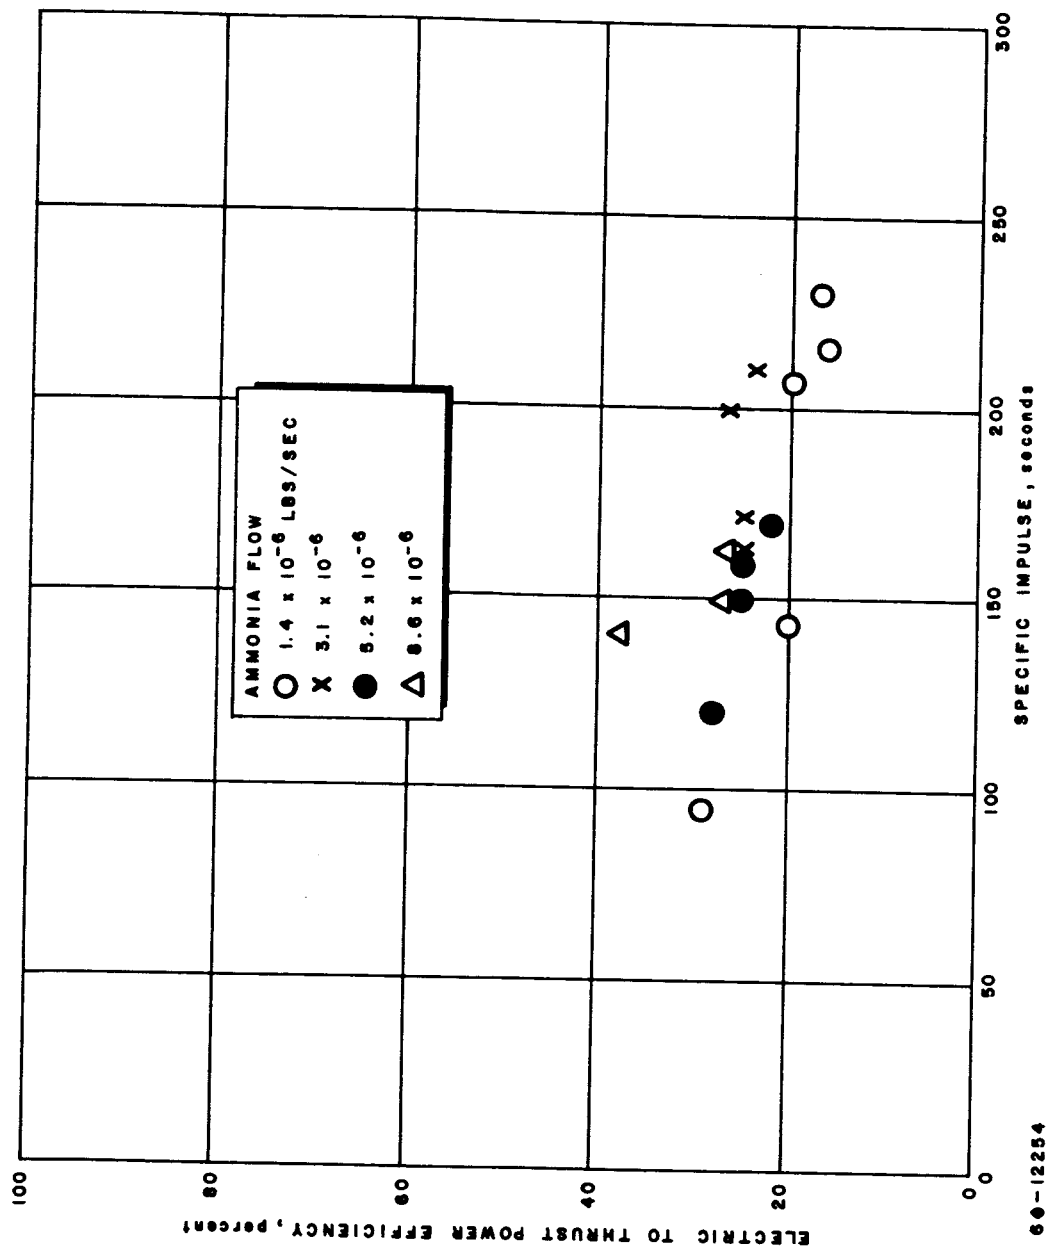 100
80
60
40
20
0
ELECTRIC TO THRUST POWER EFFICIENCY, percent
AMMONIA FLOW
1.4 x 10⁻⁶ LBS/SEC
3.1 x 10⁻⁶
5.2 x 10⁻⁶
8.6 x 10⁻⁶
0
50
100
150
200
250
300
SPECIFIC IMPULSE, seconds
60-12254